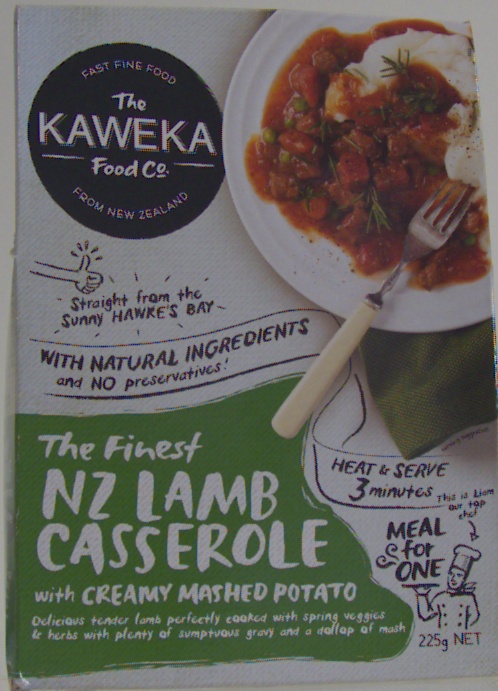 FAST FINE FOOD
The
KAWEKA
Food Co.
FROM NEW ZEALAND
Straight from the
Sunny HAWKE'S BAY
WITH NATURAL INGREDIENTS
and NO preservatives!
The Finest
NZ LAMB
CASSEROLE
with CREAMY MASHED POTATO
Delicious tender lamb perfectly cooked with spring veggies
& herbs with plenty of sumptuous gravy and a dollop of mash
HEAT & SERVE
3 minutes
This is Liam
our top
chef
MEAL
for
ONE
225g NET